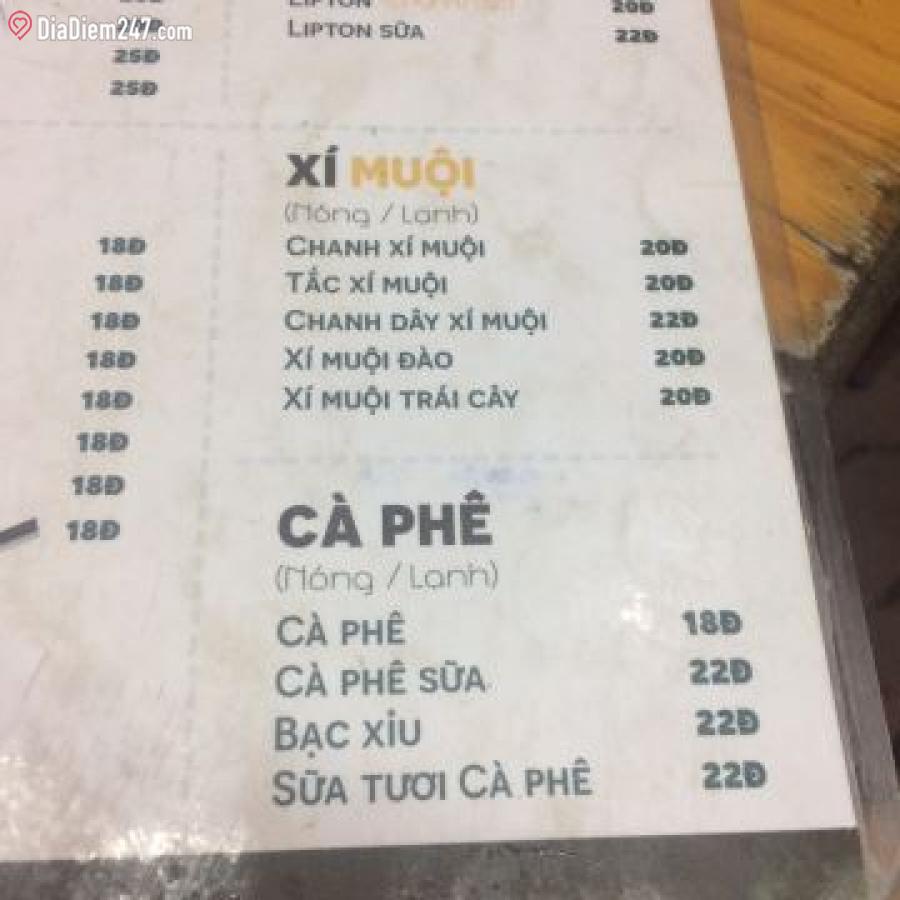 DiaDiem247.com
25Đ
25Đ
18Đ
18Đ
18Đ
18Đ
18Đ
18Đ
18Đ
18Đ
LIPTON 20Đ
LIPTON SỮA 22Đ
XÍ MUỘI
(Nóng / Lạnh)
CHANH XÍ MUỘI 20Đ
TẮC XÍ MUỘI 20Đ
CHANH DÂY XÍ MUỘI 22Đ
XÍ MUỘI ĐÀO 20Đ
XÍ MUỘI TRÁI CÂY 20Đ
CÀ PHÊ
(Nóng / Lạnh)
CÀ PHÊ 18Đ
CÀ PHÊ SỮA 22Đ
BẠC XỈU 22Đ
SỮA TƯƠI CÀ PHÊ 22Đ